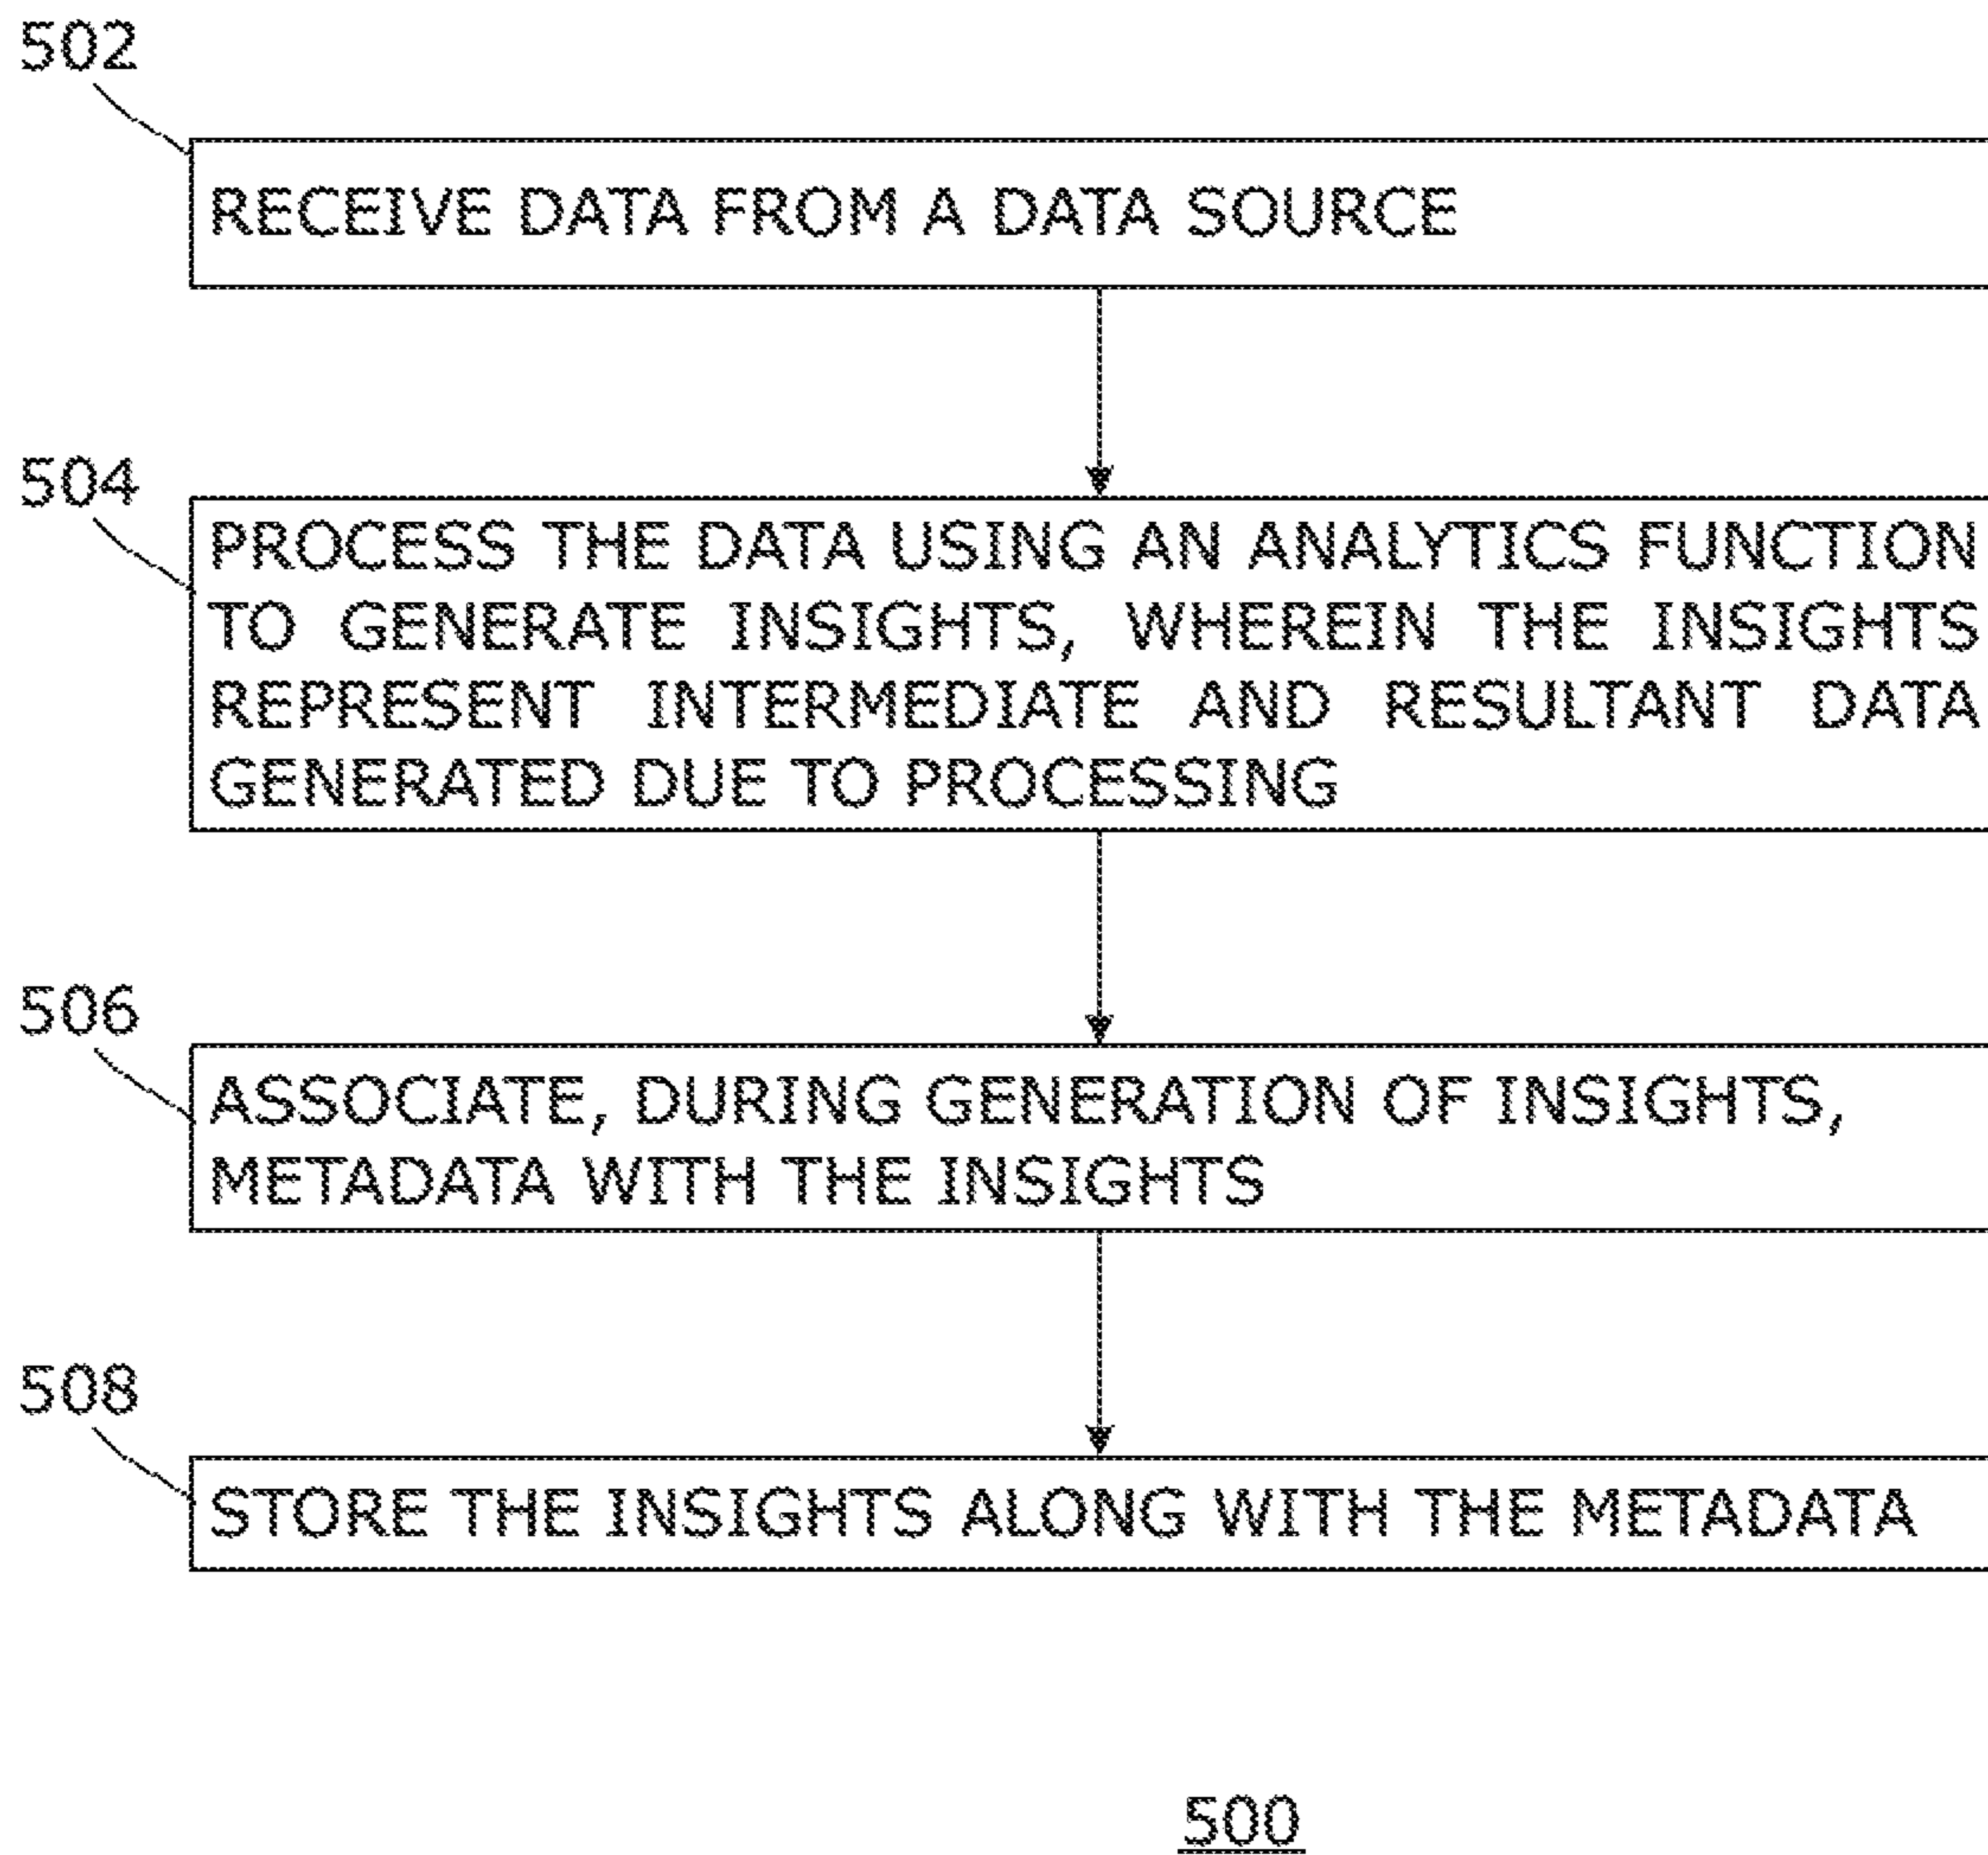 502
RECEIVE DATA FROM A DATA SOURCE
504
PROCESS THE DATA USING AN ANALYTICS FUNCTION
TO GENERATE INSIGHTS, WHEREIN THE INSIGHTS
REPRESENT INTERMEDIATE AND RESULTANT DATA
GENERATED DUE TO PROCESSING
506
ASSOCIATE, DURING GENERATION OF INSIGHTS,
METADATA WITH THE INSIGHTS
508
STORE THE INSIGHTS ALONG WITH THE METADATA
500